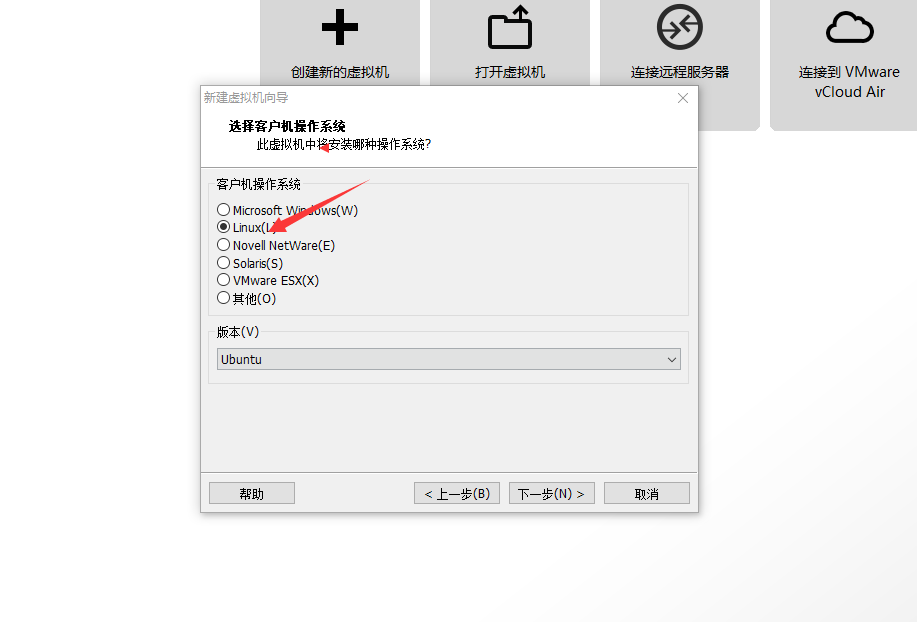 创建新的虚拟机
打开虚拟机
连接远程服务器
连接到 VMware
vCloud Air
新建虚拟机向导
选择客户机操作系统
此虚拟机中将安装哪种操作系统?
客户机操作系统
Microsoft Windows(W)
Linux(L)
Novell NetWare(E)
Solaris(S)
VMware ESX(X)
其他(O)
版本(V)
Ubuntu
帮助
< 上一步(B)
下一步(N) >
取消